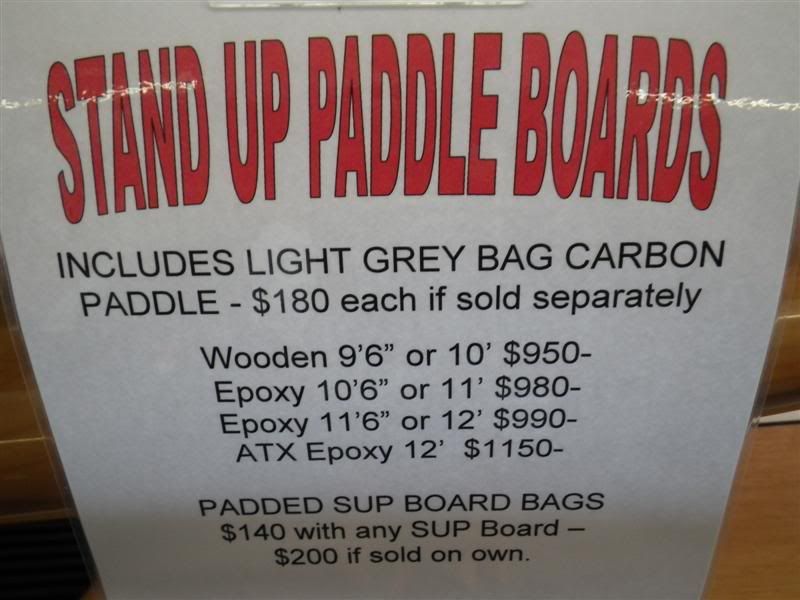 STAND UP PADDLE BOARDS
INCLUDES LIGHT GREY BAG CARBON
PADDLE - $180 each if sold separately
Wooden 9’6” or 10’ $950-
Epoxy 10’6” or 11’ $980-
Epoxy 11’6” or 12’ $990-
ATX Epoxy 12’ $1150-
PADDED SUP BOARD BAGS
$140 with any SUP Board –
$200 if sold on own.